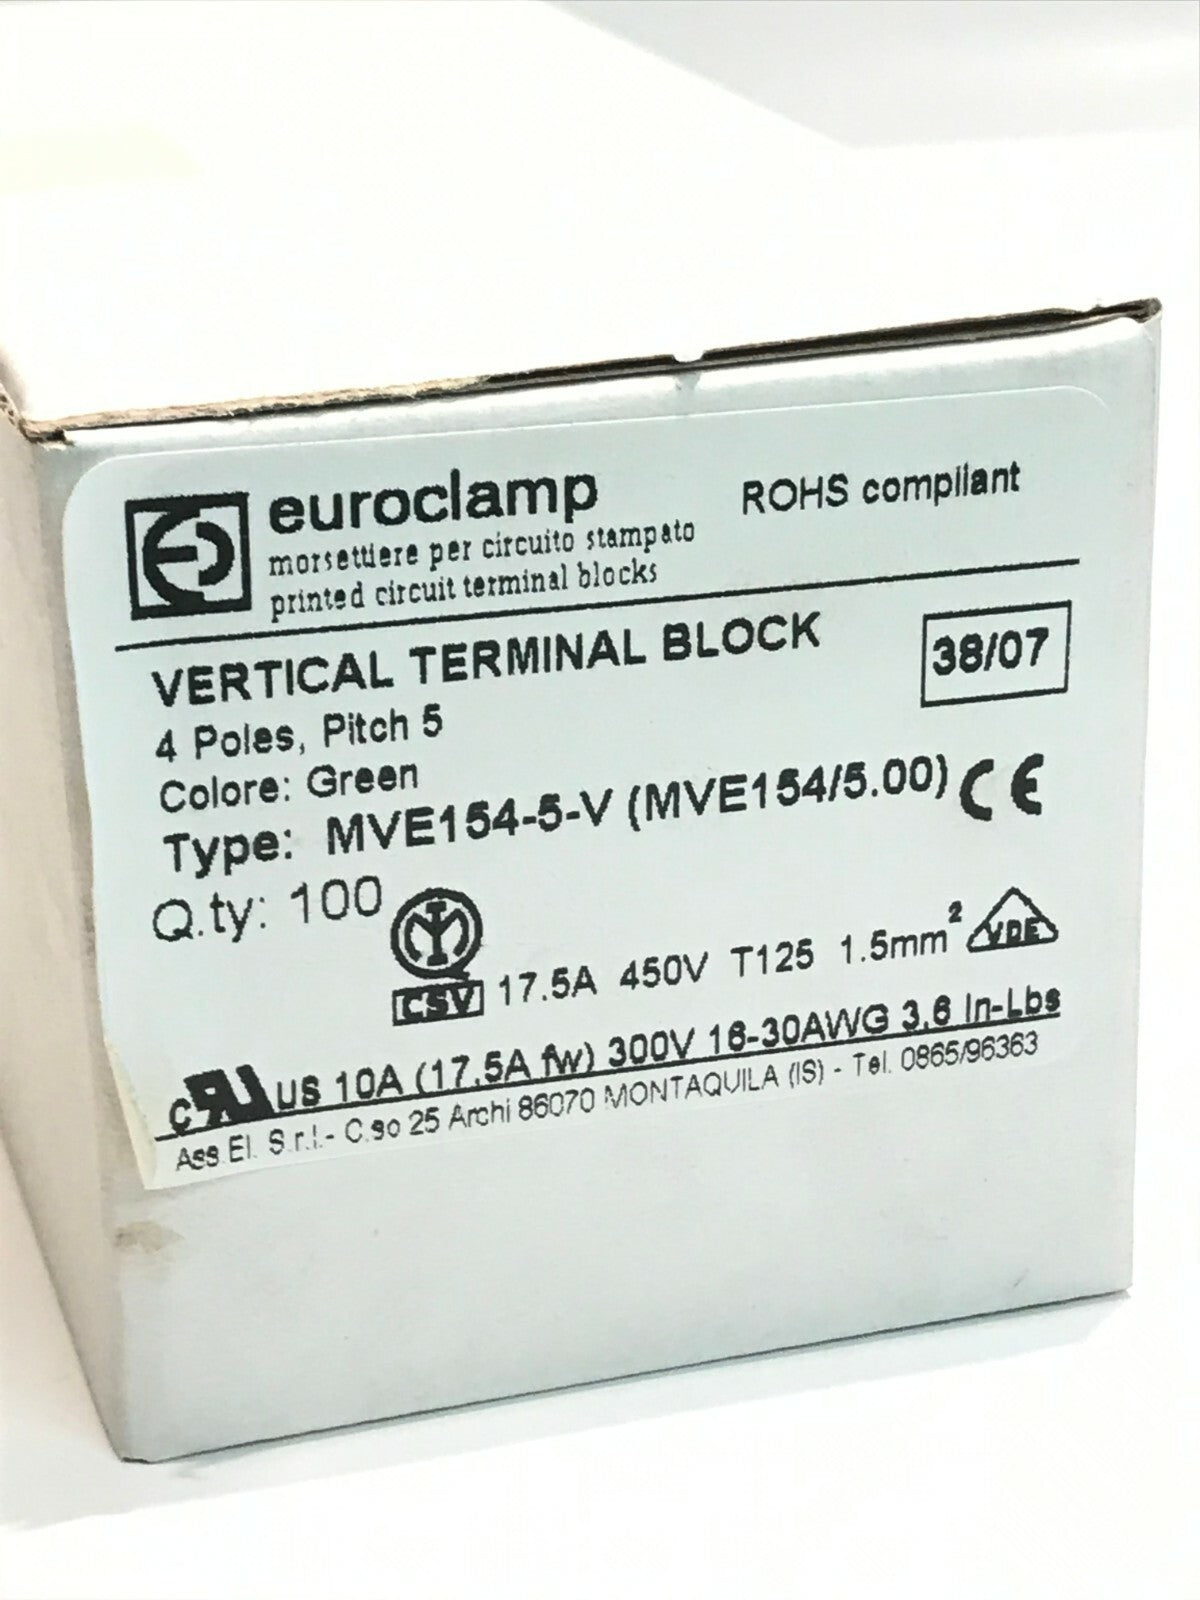 euroclamp
ROHS compliant
morsettiere per circuito stampato
printed circuit terminal blocks
VERTICAL TERMINAL BLOCK
38/07
4 Poles, Pitch 5
Colore: Green
Type: MVE154-5-V (MVE154/5.00) CE
Q.ty: 100
CSV 17.5A 450V T125 1.5mm² VDE
c RU US 10A (17,5A fw) 300V 16-30AWG 3,6 In-Lbs
Ass.El. S.r.l.- C.so 25 Archi 86070 MONTAQUILA (IS) - Tel. 0865/96363